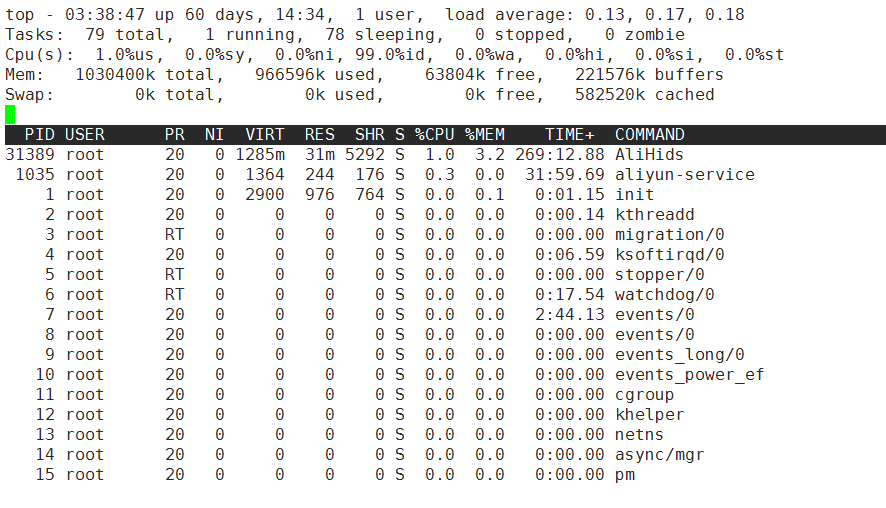 top - 03:38:47 up 60 days, 14:34,  1 user,  load average: 0.13, 0.17, 0.18
Tasks:  79 total,   1 running,  78 sleeping,   0 stopped,   0 zombie
Cpu(s):  1.0%us,  0.0%sy,  0.0%ni, 99.0%id,  0.0%wa,  0.0%hi,  0.0%si,  0.0%st
Mem:   1030400k total,   966596k used,    63804k free,   221576k buffers
Swap:        0k total,        0k used,        0k free,   582520k cached
  PID USER      PR  NI  VIRT  RES  SHR S %CPU %MEM    TIME+  COMMAND
31389 root      20   0 1285m  31m 5292 S  1.0  3.2 269:12.88 AliHids
 1035 root      20   0  1364  244  176 S  0.3  0.0  31:59.69 aliyun-service
    1 root      20   0  2900  976  764 S  0.0  0.1   0:01.15 init
    2 root      20   0     0    0    0 S  0.0  0.0   0:00.14 kthreadd
    3 root      RT   0     0    0    0 S  0.0  0.0   0:00.00 migration/0
    4 root      20   0     0    0    0 S  0.0  0.0   0:06.59 ksoftirqd/0
    5 root      RT   0     0    0    0 S  0.0  0.0   0:00.00 stopper/0
    6 root      RT   0     0    0    0 S  0.0  0.0   0:17.54 watchdog/0
    7 root      20   0     0    0    0 S  0.0  0.0   2:44.13 events/0
    8 root      20   0     0    0    0 S  0.0  0.0   0:00.00 events/0
    9 root      20   0     0    0    0 S  0.0  0.0   0:00.00 events_long/0
   10 root      20   0     0    0    0 S  0.0  0.0   0:00.00 events_power_ef
   11 root      20   0     0    0    0 S  0.0  0.0   0:00.00 cgroup
   12 root      20   0     0    0    0 S  0.0  0.0   0:00.00 khelper
   13 root      20   0     0    0    0 S  0.0  0.0   0:00.00 netns
   14 root      20   0     0    0    0 S  0.0  0.0   0:00.00 async/mgr
   15 root      20   0     0    0    0 S  0.0  0.0   0:00.00 pm